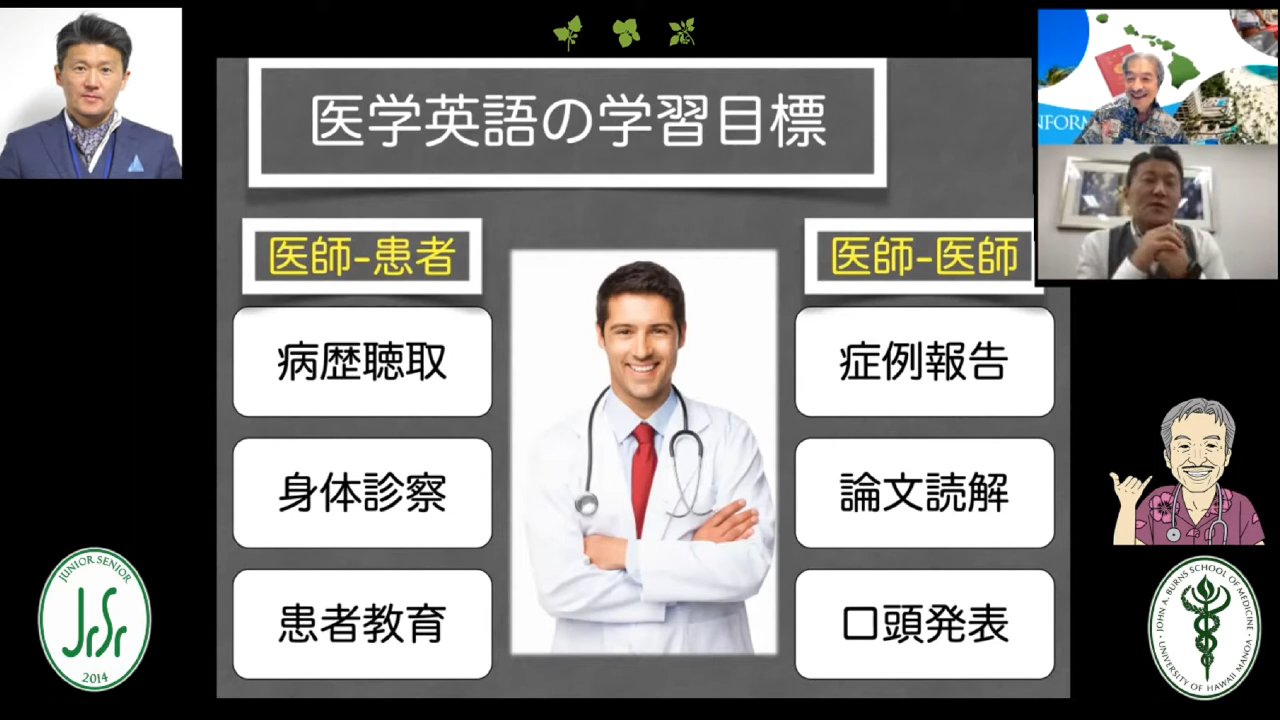 医学英語の学習目標
医師-患者
医師-医師
病歴聴取
症例報告
身体診察
論文読解
患者教育
口頭発表
NFORM
JUNIOR SENIOR
JrSr
2014
JOHN A. BURNS SCHOOL OF MEDICINE
UNIVERSITY OF HAWAII MANOA